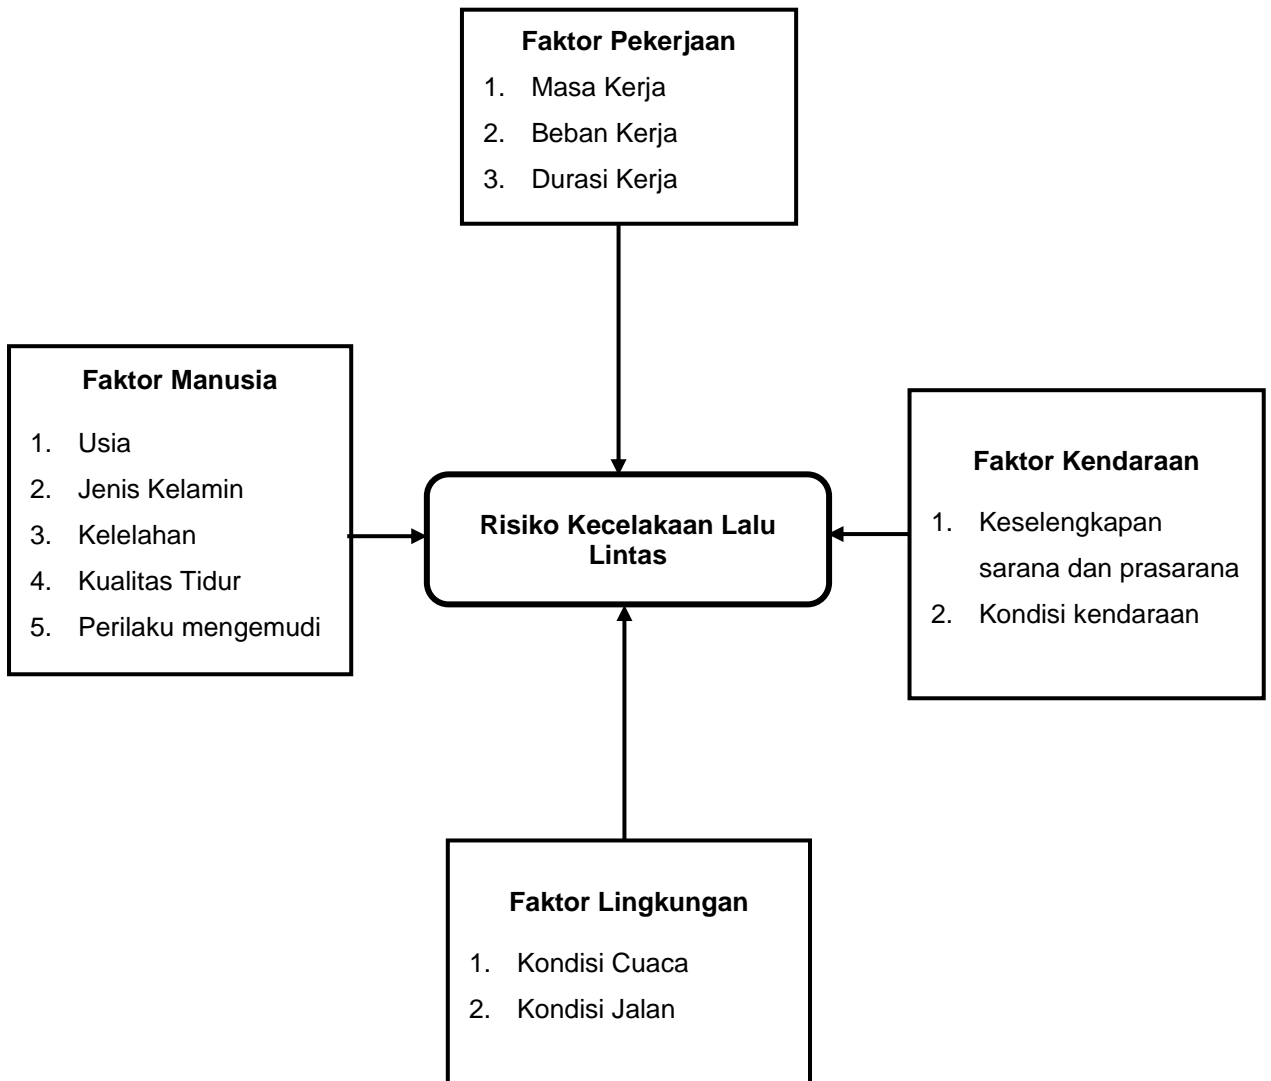 Faktor Pekerjaan
1. Masa Kerja
2. Beban Kerja
3. Durasi Kerja
Faktor Manusia
1. Usia
2. Jenis Kelamin
3. Kelelahan
4. Kualitas Tidur
5. Perilaku mengemudi
Risiko Kecelakaan Lalu
Lintas
Faktor Kendaraan
1. Keselengkapan
sarana dan prasarana
2. Kondisi kendaraan
Faktor Lingkungan
1. Kondisi Cuaca
2. Kondisi Jalan